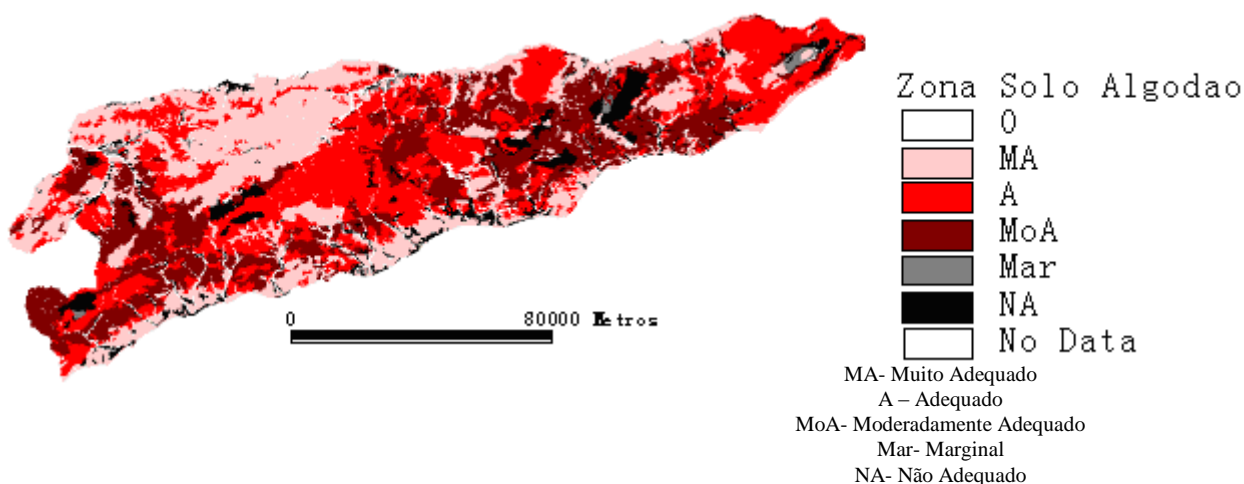 Zona Solo Algodao
0
MA
A
MoA
Mar
NA
No Data
0 80000 Metros
MA- Muito Adequado
A – Adequado
MoA- Moderadamente Adequado
Mar- Marginal
NA- Não Adequado